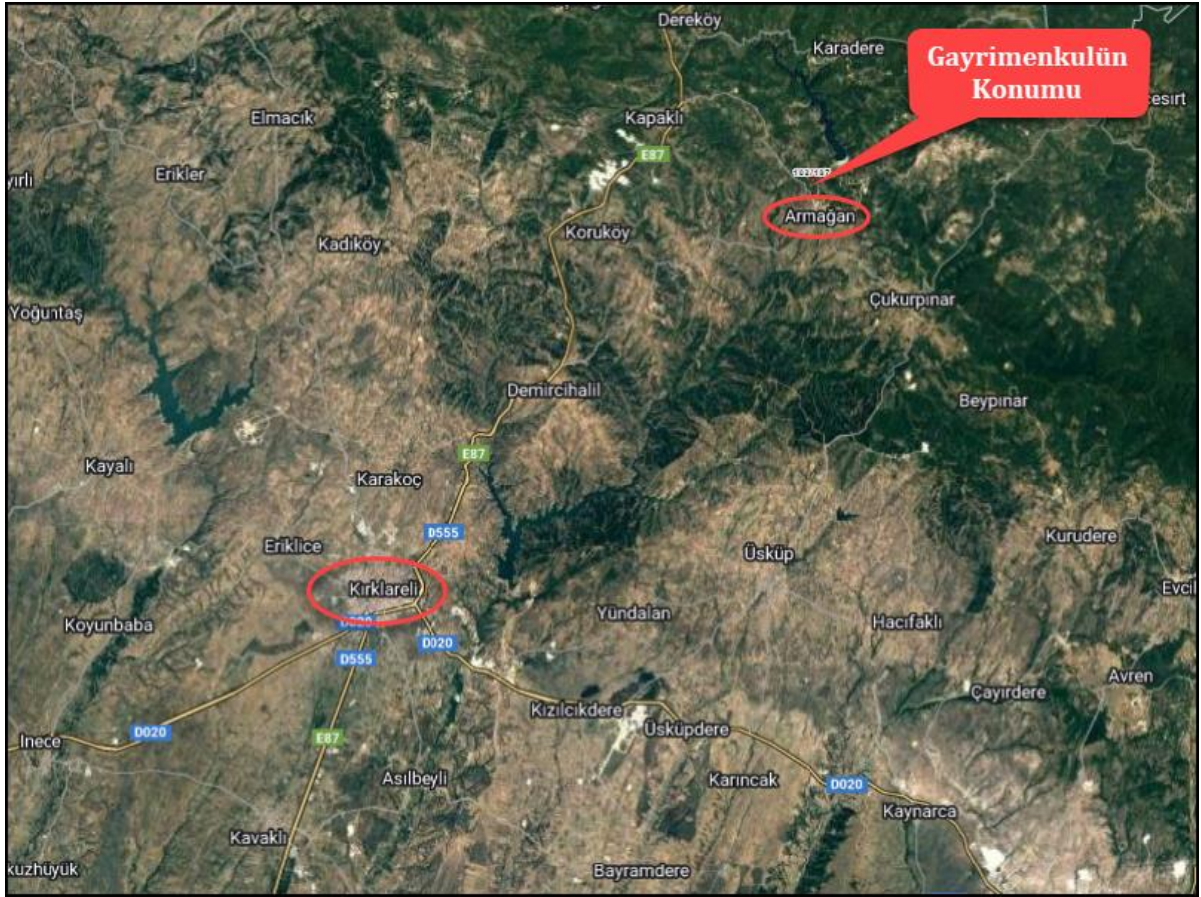 Dereköy
Karadere
Gayrimenkulün
Konumu
Elmacık
Kapaklı
E87
Erikler
Armağan
Koruköy
Kadıköy
Çukurpınar
Yoğuntaş
Demircihalil
Beypınar
E87
Kayalı
Karakoç
D555
Kurudere
Eriklice
Üsküp
Kırklareli
Yündalan
Hacıfaklı
Koyunbaba
D020
D555
Avren
Çayırdere
Kızılcıkdere
Üsküpdere
D020
İnece
E87
Asılbeyli
Karıncak
D020
Kaynarca
Kavaklı
Bayramdere